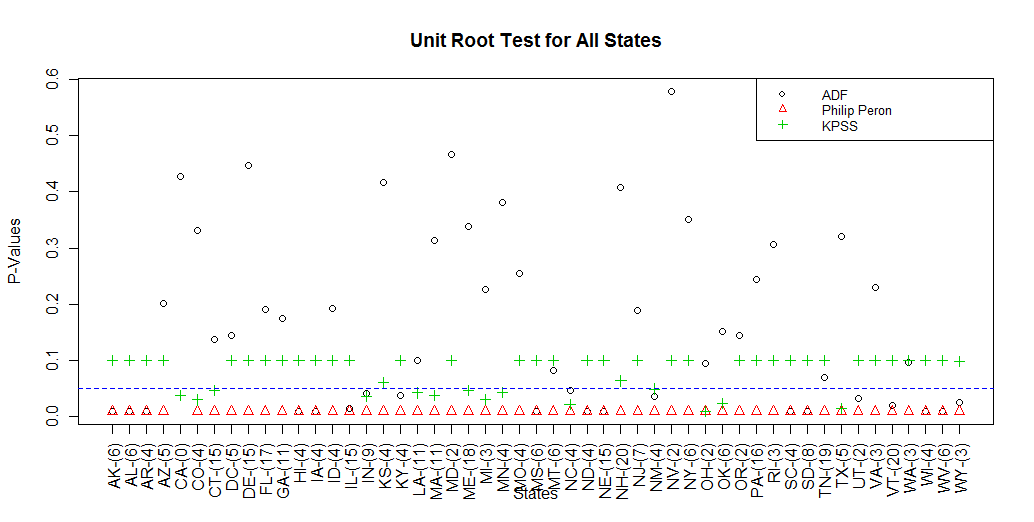 Unit Root Test for All States
ADF
Philip Peron
KPSS
P-Values
0.6
0.5
0.4
0.3
0.2
0.1
0.0
AK-(6)
AL-(6)
AR-(4)
AZ-(5)
CA-(0)
CO-(4)
CT-(15)
DC-(5)
DE-(15)
FL-(17)
GA-(11)
HI-(4)
IA-(4)
ID-(4)
IL-(15)
IN-(9)
KS-(4)
KY-(4)
LA-(11)
MA-(11)
MD-(2)
ME-(18)
MI-(3)
MN-(4)
MO-(4)
MS-(6)
MT-(6)
NC-(4)
ND-(4)
NE-(15)
NH-(20)
NJ-(7)
NM-(4)
NV-(2)
NY-(6)
OH-(2)
OK-(6)
OR-(2)
PA-(16)
RI-(3)
SC-(4)
SD-(8)
TN-(19)
TX-(5)
UT-(2)
VA-(3)
VT-(20)
WA-(3)
WI-(4)
WV-(6)
WY-(3)
States